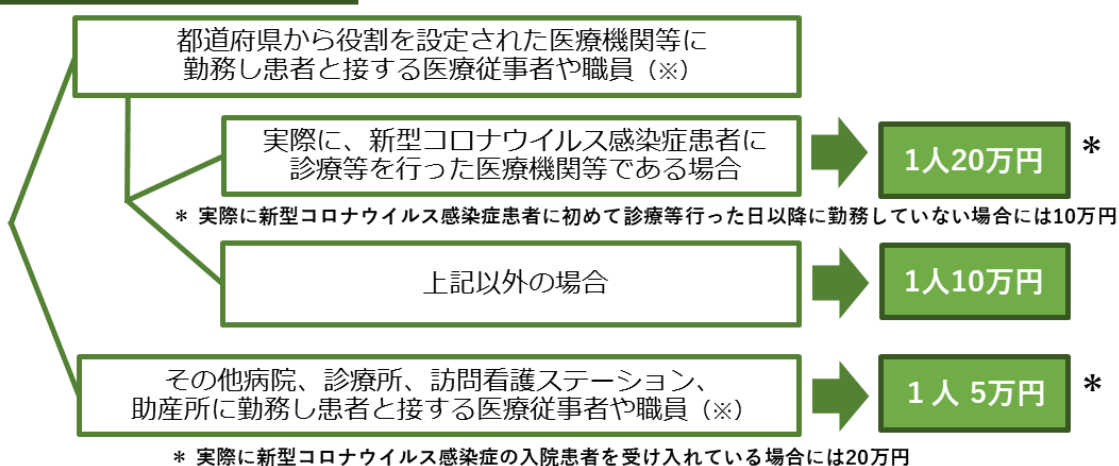 都道府県から役割を設定された医療機関等に
勤務し患者と接する医療従事者や職員（※）
実際に、新型コロナウイルス感染症患者に
診療等を行った医療機関等である場合
1人20万円
*
* 実際に新型コロナウイルス感染症患者に初めて診療等行った日以降に勤務していない場合には10万円
上記以外の場合
1人10万円
その他病院、診療所、訪問看護ステーション、
助産所に勤務し患者と接する医療従事者や職員（※）
1人 5万円
*
* 実際に新型コロナウイルス感染症の入院患者を受け入れている場合には20万円